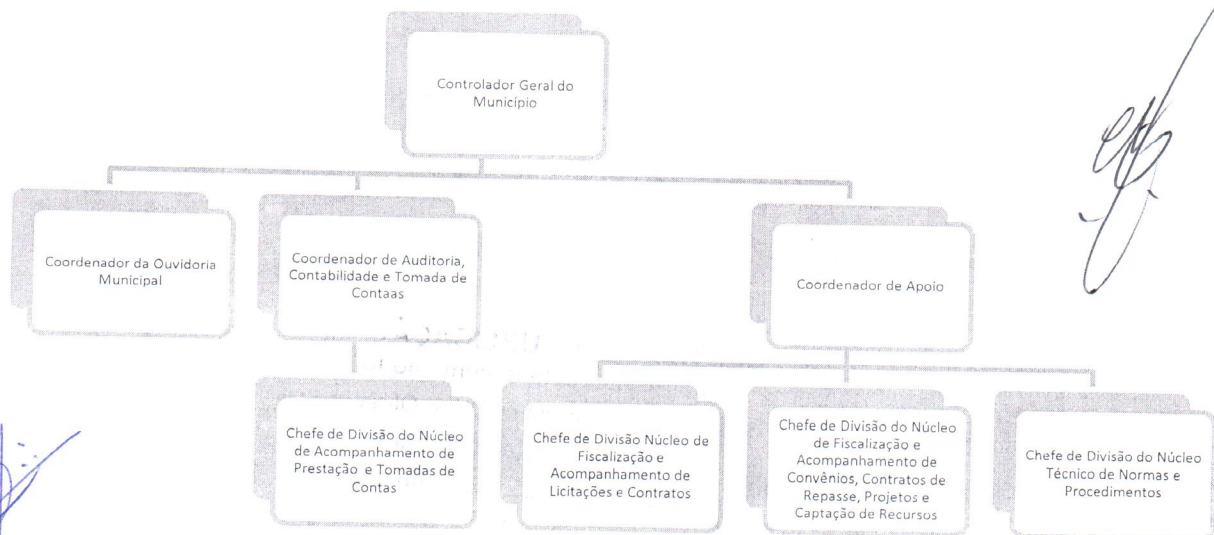 Controlador Geral do
Município
Coordenador da Ouvidoria
Municipal
Coordenador de Auditoria,
Contabilidade e Tomada de
Contaas
Coordenador de Apoio
Chefe de Divisão do Núcleo
de Acompanhamento de
Prestação e Tomadas de
Contas
Chefe de Divisão Núcleo de
Fiscalização e
Acompanhamento de
Licitações e Contratos
Chefe de Divisão do Núcleo
de Fiscalização e
Acompanhamento de
Convênios, Contratos de
Repasse, Projetos e
Captação de Recursos
Chefe de Divisão do Núcleo
Técnico de Normas e
Procedimentos